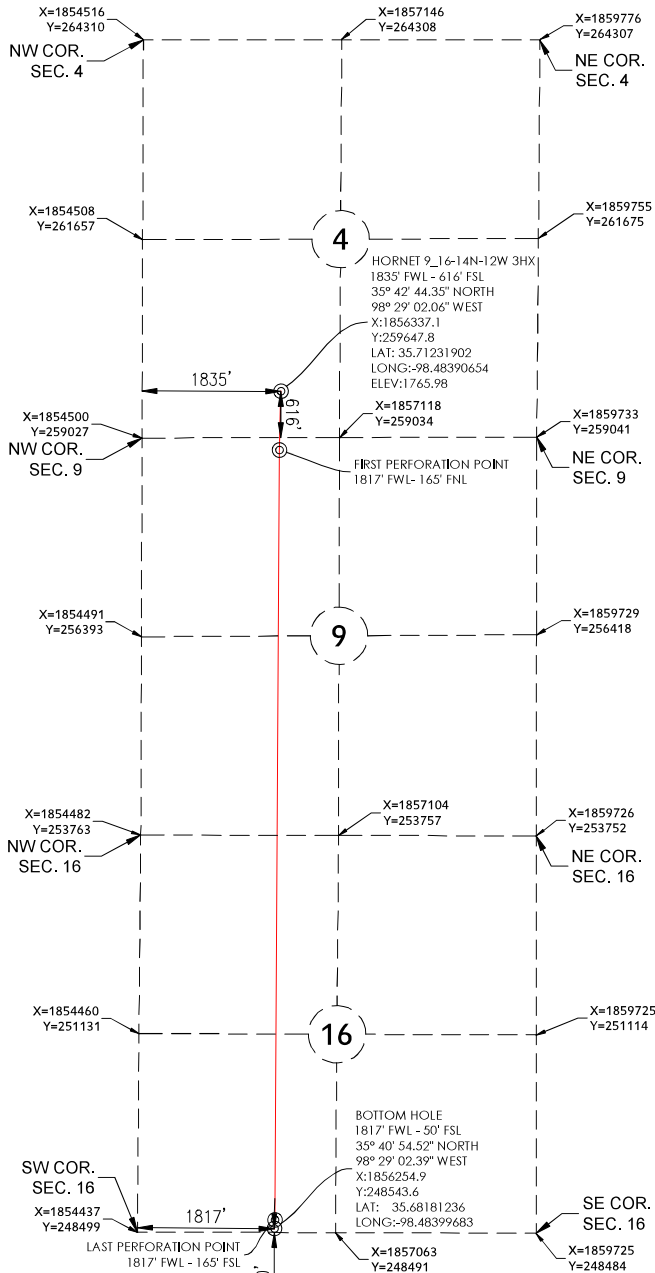 X=1854516
Y=264310
X=1857146
Y=264308
X=1859776
Y=264307
NW COR.
SEC. 4
NE COR.
SEC. 4
X=1854508
Y=261657
X=1859755
Y=261675
4
HORNET 9_16-14N-12W 3HX
1835' FWL - 616' FSL
35° 42' 44.35" NORTH
98° 29' 02.06" WEST
X:1856337.1
Y:259647.8
LAT: 35.71231902
LONG:-98.48390654
ELEV:1765.98
1835'
616'
X=1854500
Y=259027
X=1857118
Y=259034
X=1859733
Y=259041
NW COR.
SEC. 9
NE COR.
SEC. 9
FIRST PERFORATION POINT
1817' FWL- 165' FNL
X=1854491
Y=256393
X=1859729
Y=256418
9
X=1854482
Y=253763
X=1857104
Y=253757
X=1859726
Y=253752
NW COR.
SEC. 16
NE COR.
SEC. 16
X=1854460
Y=251131
X=1859725
Y=251114
16
BOTTOM HOLE
1817' FWL - 50' FSL
35° 40' 54.52" NORTH
98° 29' 02.39" WEST
X:1856254.9
Y:248543.6
LAT: 35.68181236
LONG:-98.48399683
SW COR.
SEC. 16
X=1854437
Y=248499
1817'
SE COR.
SEC. 16
LAST PERFORATION POINT
1817' FWL - 165' FSL
X=1857063
Y=248491
X=1859725
Y=248484